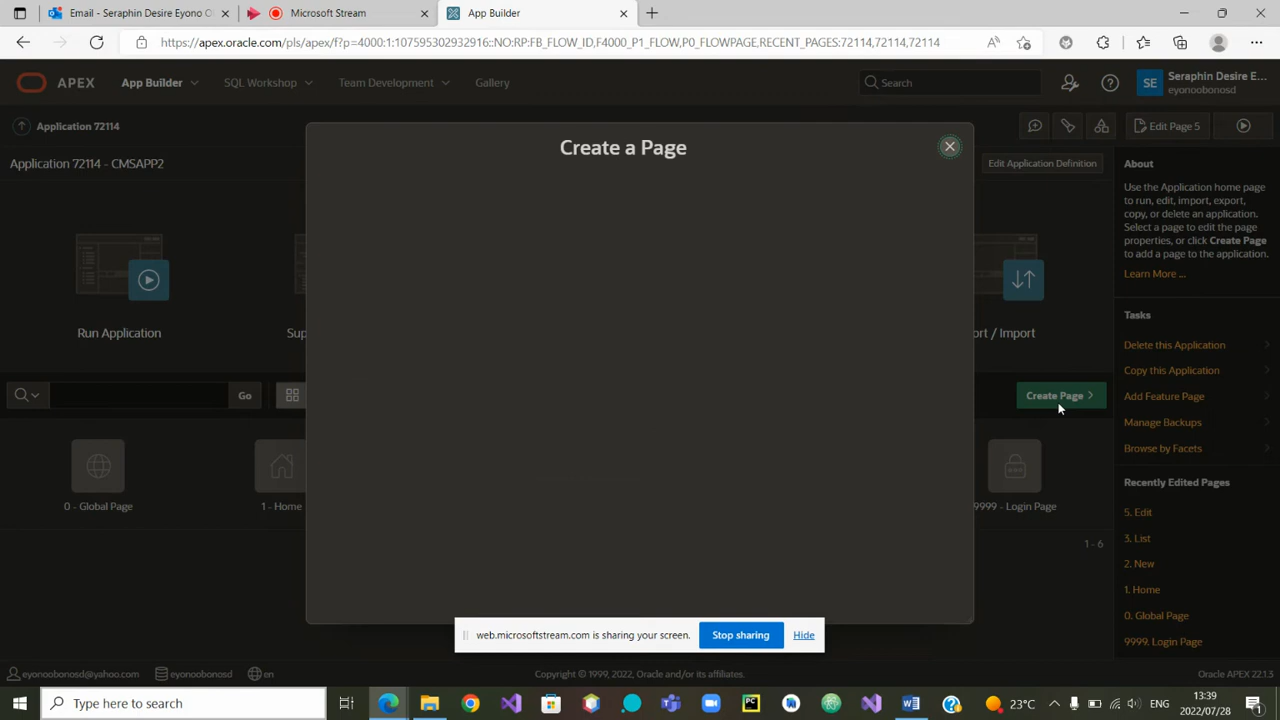 Email - Seraphin Desire Eyono O
Microsoft Stream
App Builder
https://apex.oracle.com/pls/apex/f?p=4000:1:107595302932916::NO:RP:FB_FLOW_ID,F4000_P1_FLOW,P0_FLOWPAGE,RECENT_PAGES:72114,72114,72114
APEX
App Builder
SQL Workshop
Team Development
Gallery
Search
SE
Seraphin Desire E...
eyonoobonosd
Application 72114
Edit Page 5
Application 72114 - CMSAPP2
Edit Application Definition
Create a Page
About
Use the Application home page
to run, edit, import, export,
copy, or delete an application.
Select a page to edit the page
properties, or click Create Page
to add a page to the application.
Learn More ...
Run Application
Sup
ort / Import
Tasks
Delete this Application
Copy this Application
Add Feature Page
Manage Backups
Browse by Facets
Go
Create Page
0 - Global Page
1 - Home
9999 - Login Page
1 - 6
Recently Edited Pages
5. Edit
3. List
2. New
1. Home
0. Global Page
9999. Login Page
web.microsoftstream.com is sharing your screen.
Stop sharing
Hide
eyonoobonosd@yahoo.com
eyonoobonosd
en
Copyright © 1999, 2022, Oracle and/or its affiliates.
Oracle APEX 22.1.3
Type here to search
23°C
ENG
13:39
2022/07/28